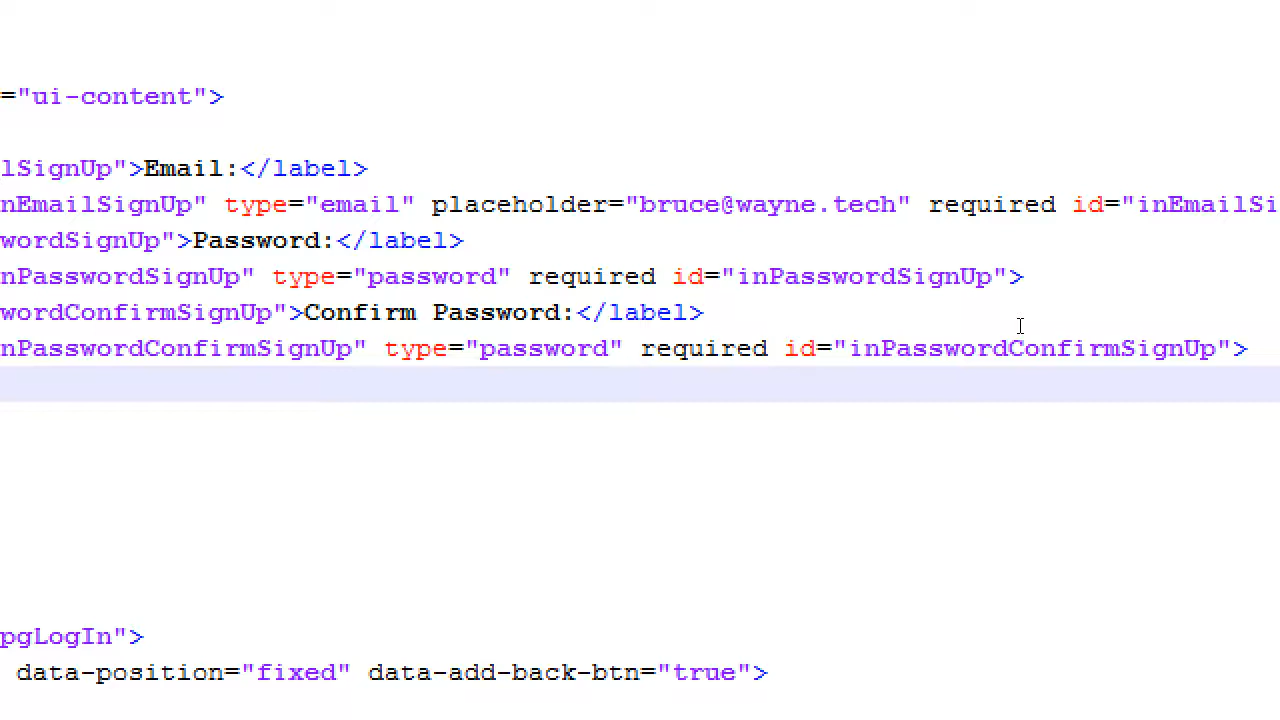 ="ui-content">
lSignUp">Email:</label>
nEmailSignUp" type="email" placeholder="bruce@wayne.tech" required id="inEmailSi
wordSignUp">Password:</label>
nPasswordSignUp" type="password" required id="inPasswordSignUp">
wordConfirmSignUp">Confirm Password:</label>
nPasswordConfirmSignUp" type="password" required id="inPasswordConfirmSignUp">
pgLogIn">
data-position="fixed" data-add-back-btn="true">